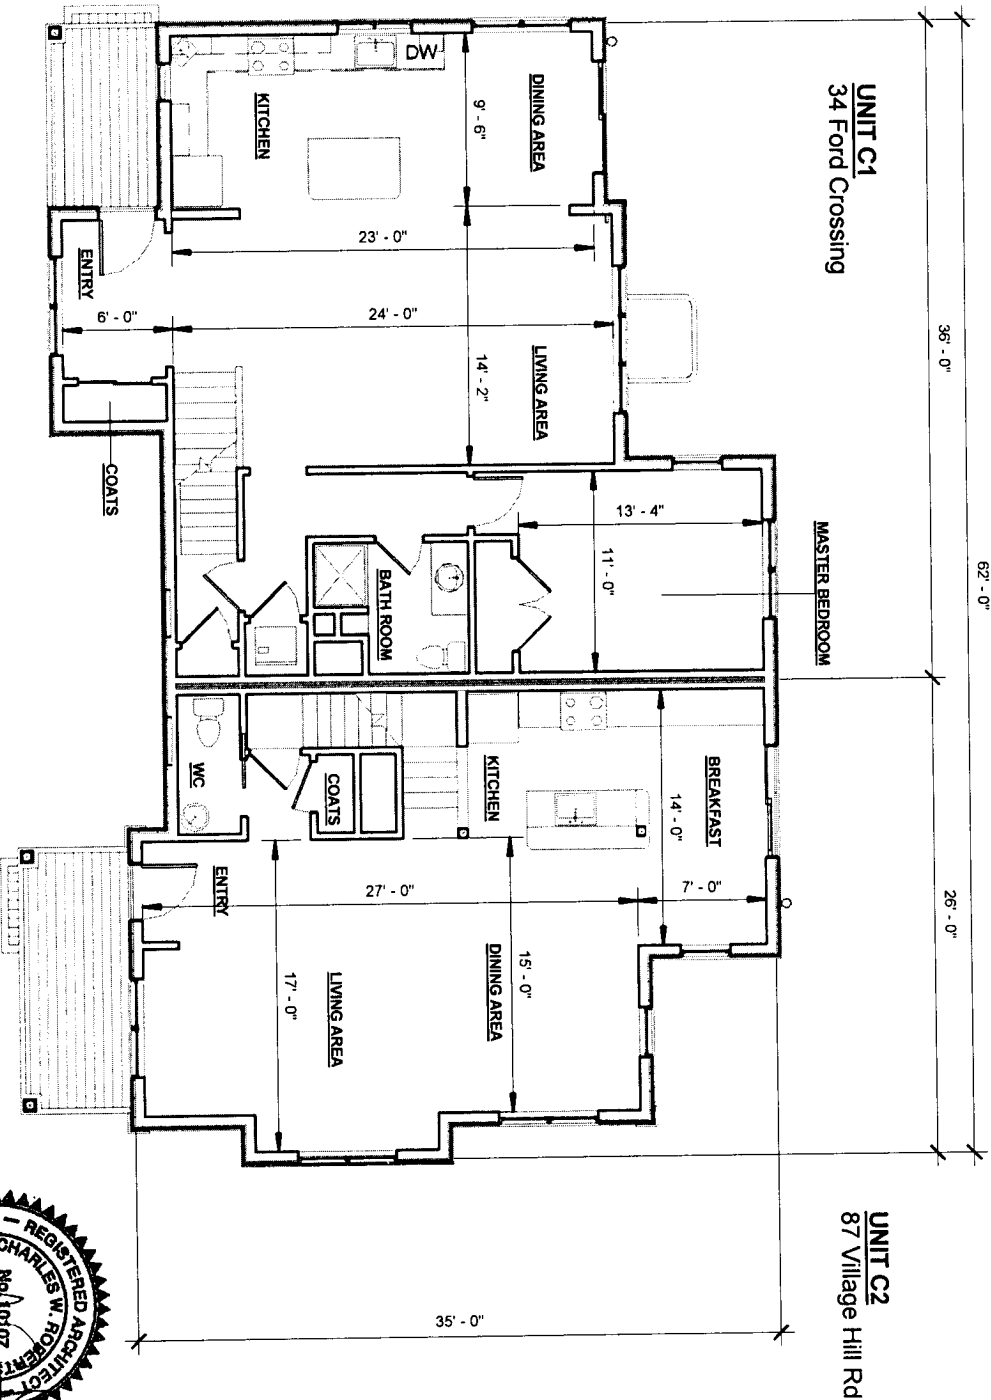 UNIT C1
34 Ford Crossing
UNIT C2
87 Village Hill Rd
62' - 0"
36' - 0"
26' - 0"
35' - 0"
MASTER BEDROOM
13' - 4"
11' - 0"
DINING AREA
9' - 6"
DW
KITCHEN
23' - 0"
24' - 0"
LIVING AREA
14' - 2"
ENTRY
6' - 0"
COATS
BATH ROOM
BREAKFAST
14' - 0"
7' - 0"
KITCHEN
COATS
WC
ENTRY
27' - 0"
DINING AREA
15' - 0"
LIVING AREA
17' - 0"
REGISTERED ARCHITECT
CHARLES W. ROBERTS
No. 10107